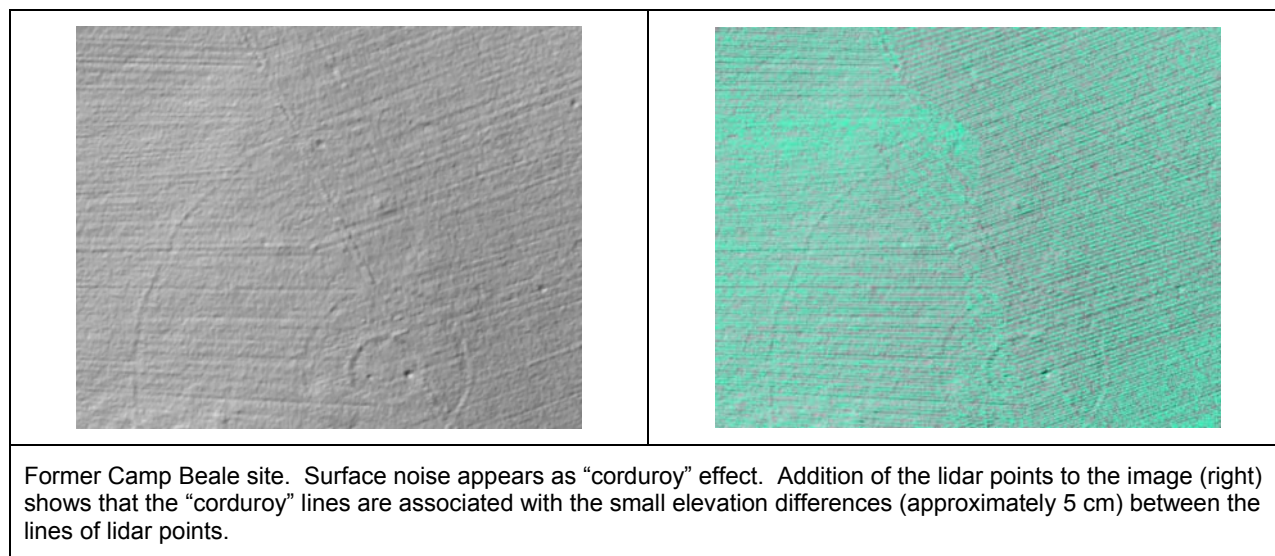 Former Camp Beale site.  Surface noise appears as “corduroy” effect.  Addition of the lidar points to the image (right)
shows that the “corduroy” lines are associated with the small elevation differences (approximately 5 cm) between the
lines of lidar points.